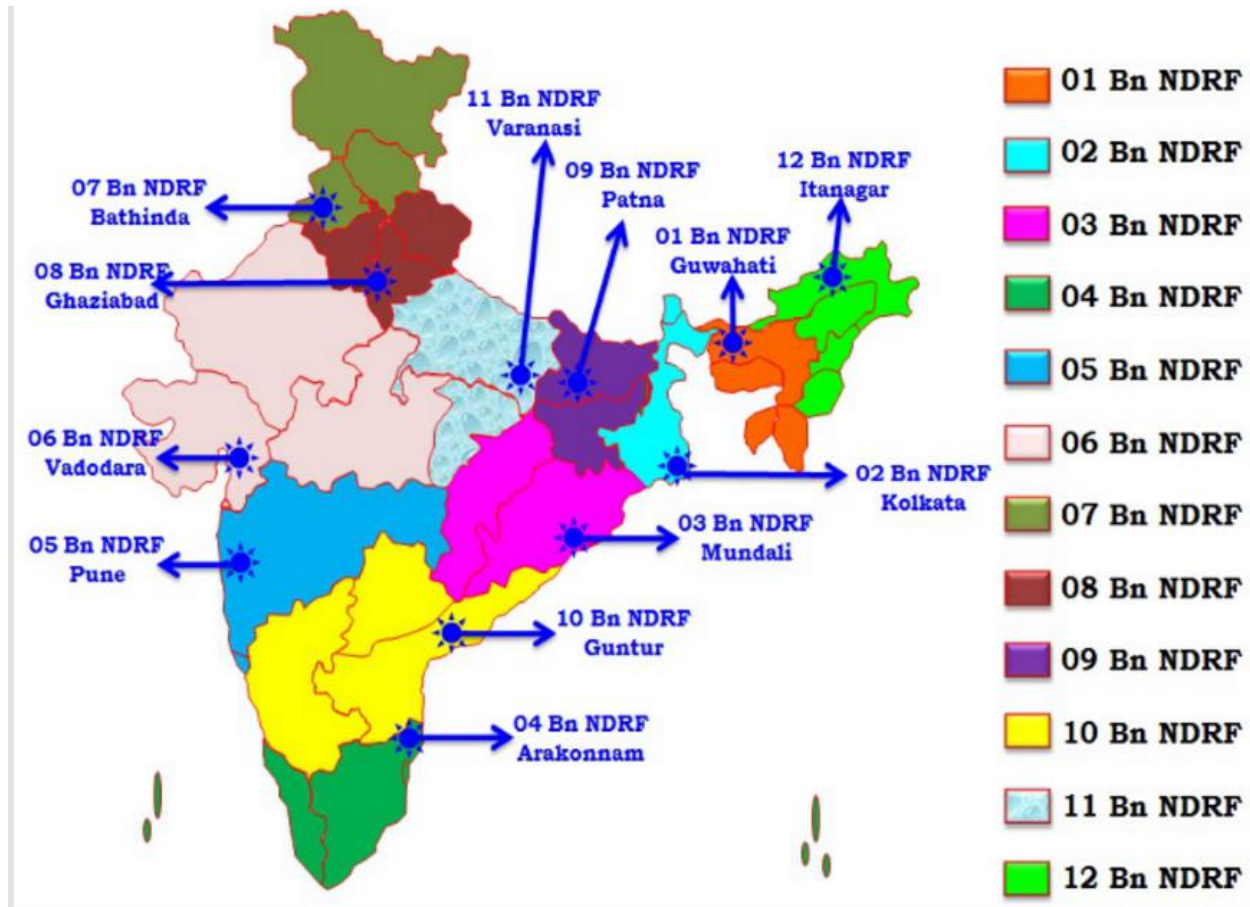 11 Bn NDRF
Varanasi
09 Bn NDRF
Patna
12 Bn NDRF
Itanagar
07 Bn NDRF
Bathinda
01 Bn NDRF
Guwahati
08 Bn NDRF
Ghaziabad
06 Bn NDRF
Vadodara
02 Bn NDRF
Kolkata
05 Bn NDRF
Pune
03 Bn NDRF
Mundali
10 Bn NDRF
Guntur
04 Bn NDRF
Arakonnam
01 Bn NDRF
02 Bn NDRF
03 Bn NDRF
04 Bn NDRF
05 Bn NDRF
06 Bn NDRF
07 Bn NDRF
08 Bn NDRF
09 Bn NDRF
10 Bn NDRF
11 Bn NDRF
12 Bn NDRF